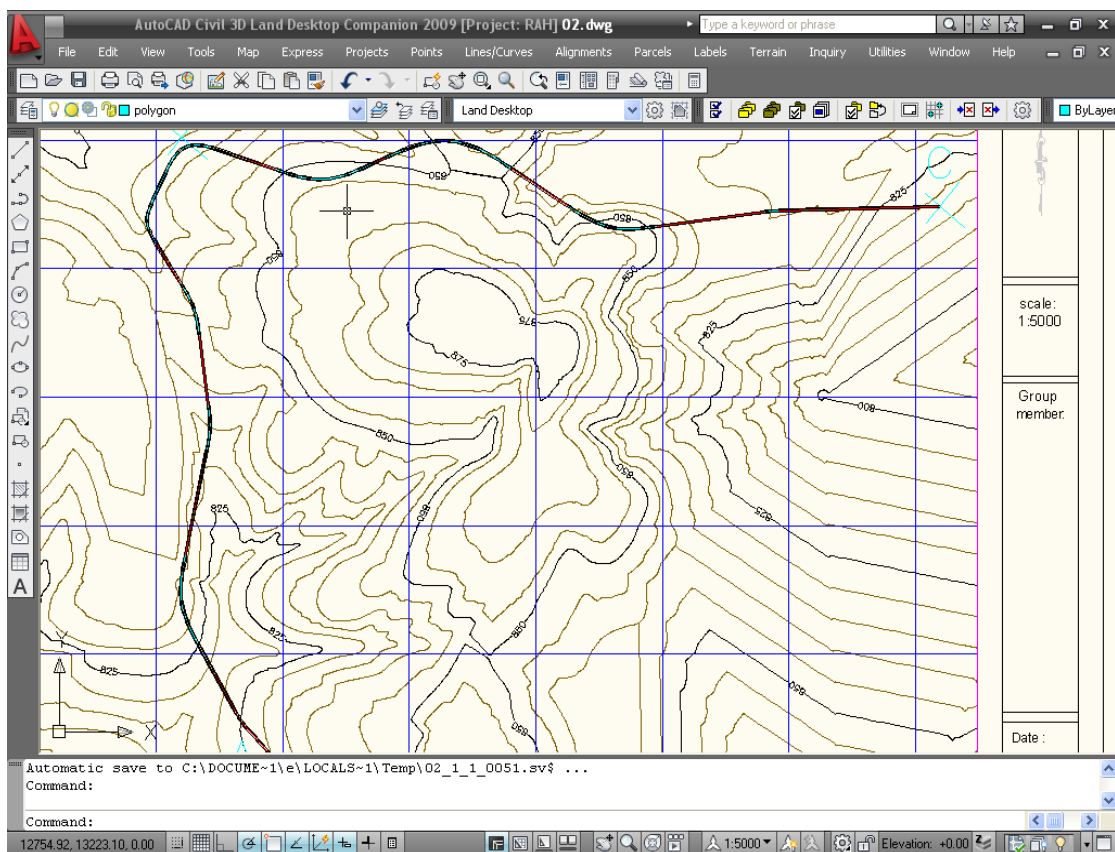 AutoCAD Civil 3D Land Desktop Companion 2009 [Project: RAH] 02.dwg
Type a keyword or phrase
File Edit View Tools Map Express Projects Points Lines/Curves Alignments Parcels Labels Terrain Inquiry Utilities Window Help
polygon
Land Desktop
ByLayer
850
850
825
C
850
850
825
875
875
scale:
1:5000
800
Group
member:
850
850
825
850
825
825
850
825
850
850
Y
X
Date :
Automatic save to C:\DOCUME~1\e\LOCALS~1\Temp\02_1_1_0051.sv$ ...
Command:
Command:
12754.92, 13223.10, 0.00
1:5000
Elevation: +0.00